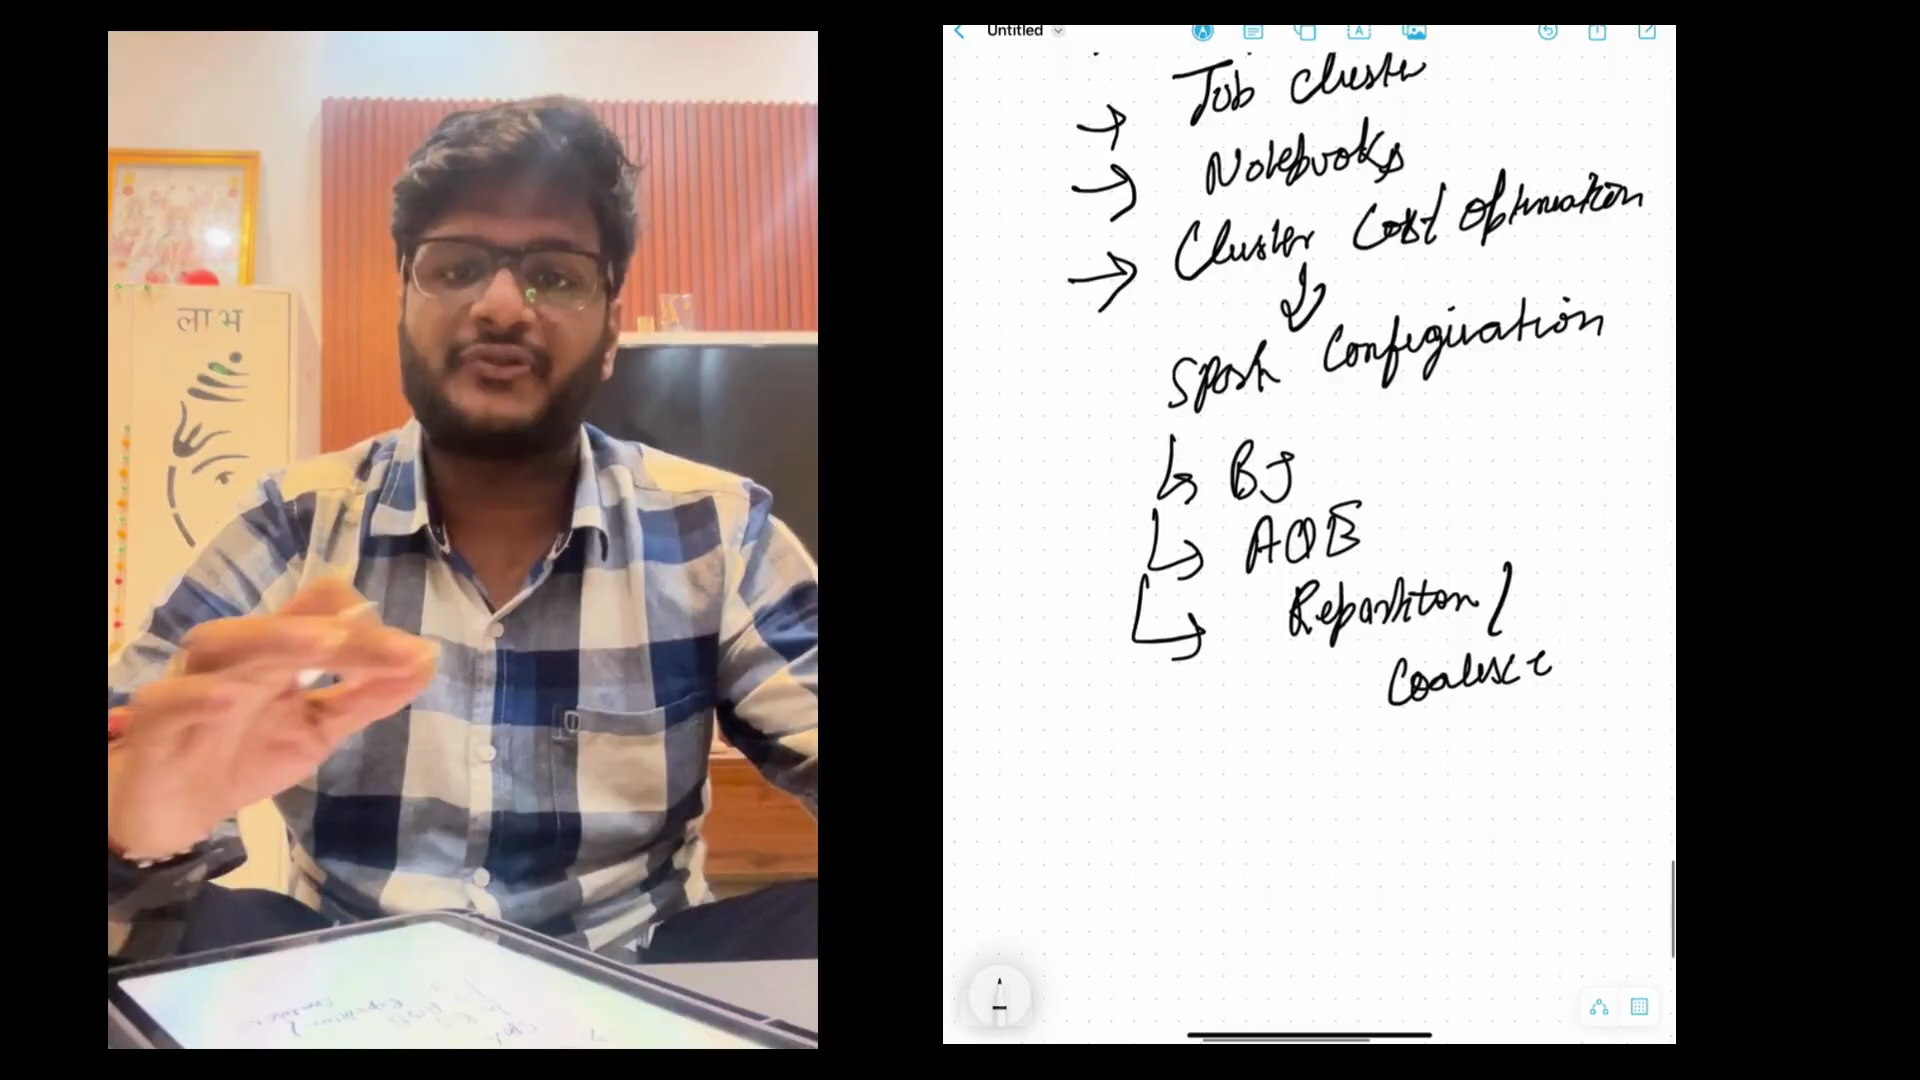 लाभ
Untitled
Job cluster
→ Notebooks
→ Cluster Cost Optimization
→
Spark Configuration
↳ BJ
↳ AQE
↳ Repartition /
Coalesce